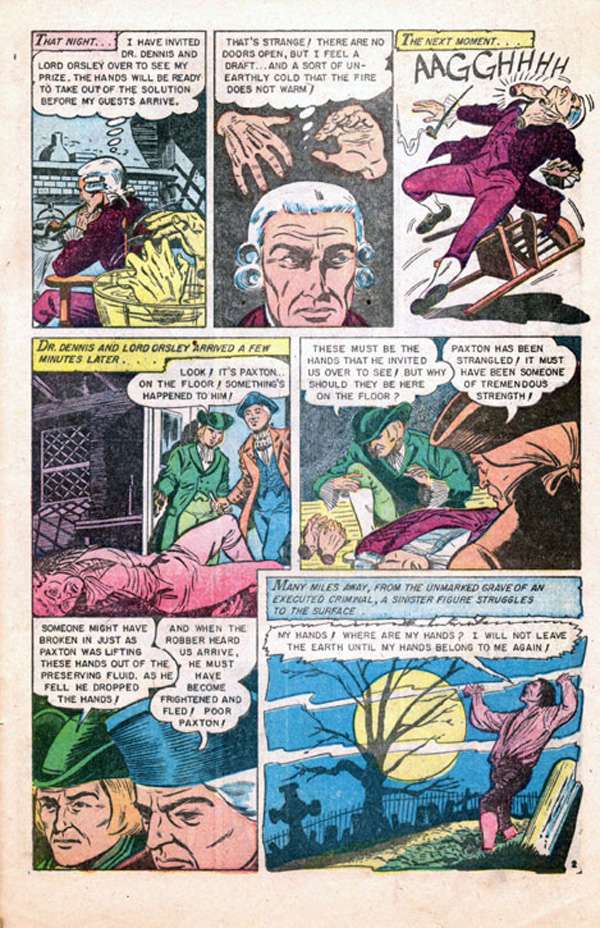 THAT NIGHT...
I HAVE INVITED
DR. DENNIS AND
LORD ORSLEY OVER TO SEE MY
PRIZE. THE HANDS WILL BE READY
TO TAKE OUT OF THE SOLUTION
BEFORE MY GUESTS ARRIVE.
THAT'S STRANGE! THERE ARE NO
DOORS OPEN, BUT I FEEL A
DRAFT... AND A SORT OF UN-
EARTHLY COLD THAT THE FIRE
DOES NOT WARM!
THE NEXT MOMENT....
AAGGHHHH
DR. DENNIS AND LORD ORSLEY ARRIVED A FEW
MINUTES LATER.....
LOOK! IT'S PAXTON...
ON THE FLOOR! SOMETHING'S
HAPPENED TO HIM!
THESE MUST BE THE
HANDS THAT HE INVITED
US OVER TO SEE! BUT WHY
SHOULD THEY BE HERE
ON THE FLOOR?
PAXTON HAS BEEN
STRANGLED! IT MUST
HAVE BEEN SOMEONE
OF TREMENDOUS
STRENGTH!
SOMEONE MIGHT HAVE
BROKEN IN JUST AS
PAXTON WAS LIFTING
THESE HANDS OUT OF THE
PRESERVING FLUID. AS HE
FELL HE DROPPED
THE HANDS!
AND WHEN THE
ROBBER HEARD
US ARRIVE,
HE MUST
HAVE
BECOME
FRIGHTENED AND
FLED! POOR
PAXTON!
MANY MILES AWAY, FROM THE UNMARKED GRAVE OF AN
EXECUTED CRIMINAL, A SINISTER FIGURE STRUGGLES
TO THE SURFACE
MY HANDS! WHERE ARE MY HANDS? I WILL NOT LEAVE
THE EARTH UNTIL MY HANDS BELONG TO ME AGAIN!
2